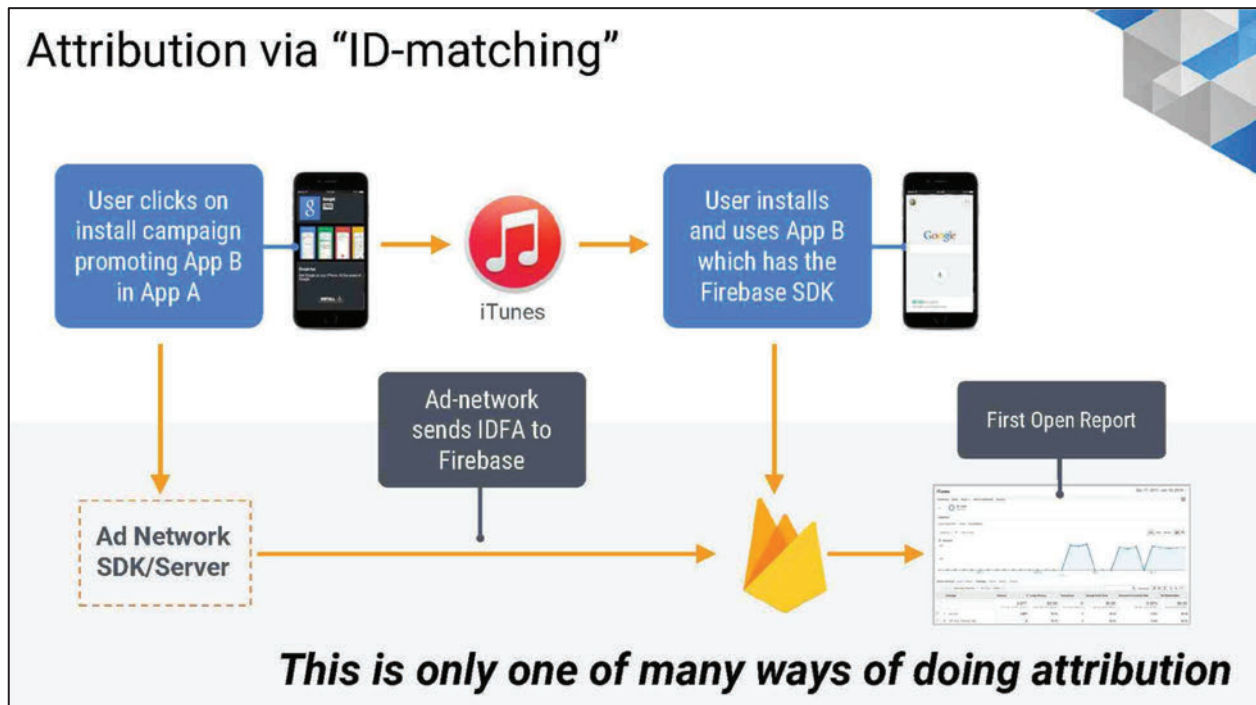 Attribution via “ID-matching”
User clicks on
install campaign
promoting App B
in App A
iTunes
User installs
and uses App B
which has the
Firebase SDK
Google
Ad-network
sends IDFA to
Firebase
First Open Report
Ad Network
SDK/Server
This is only one of many ways of doing attribution